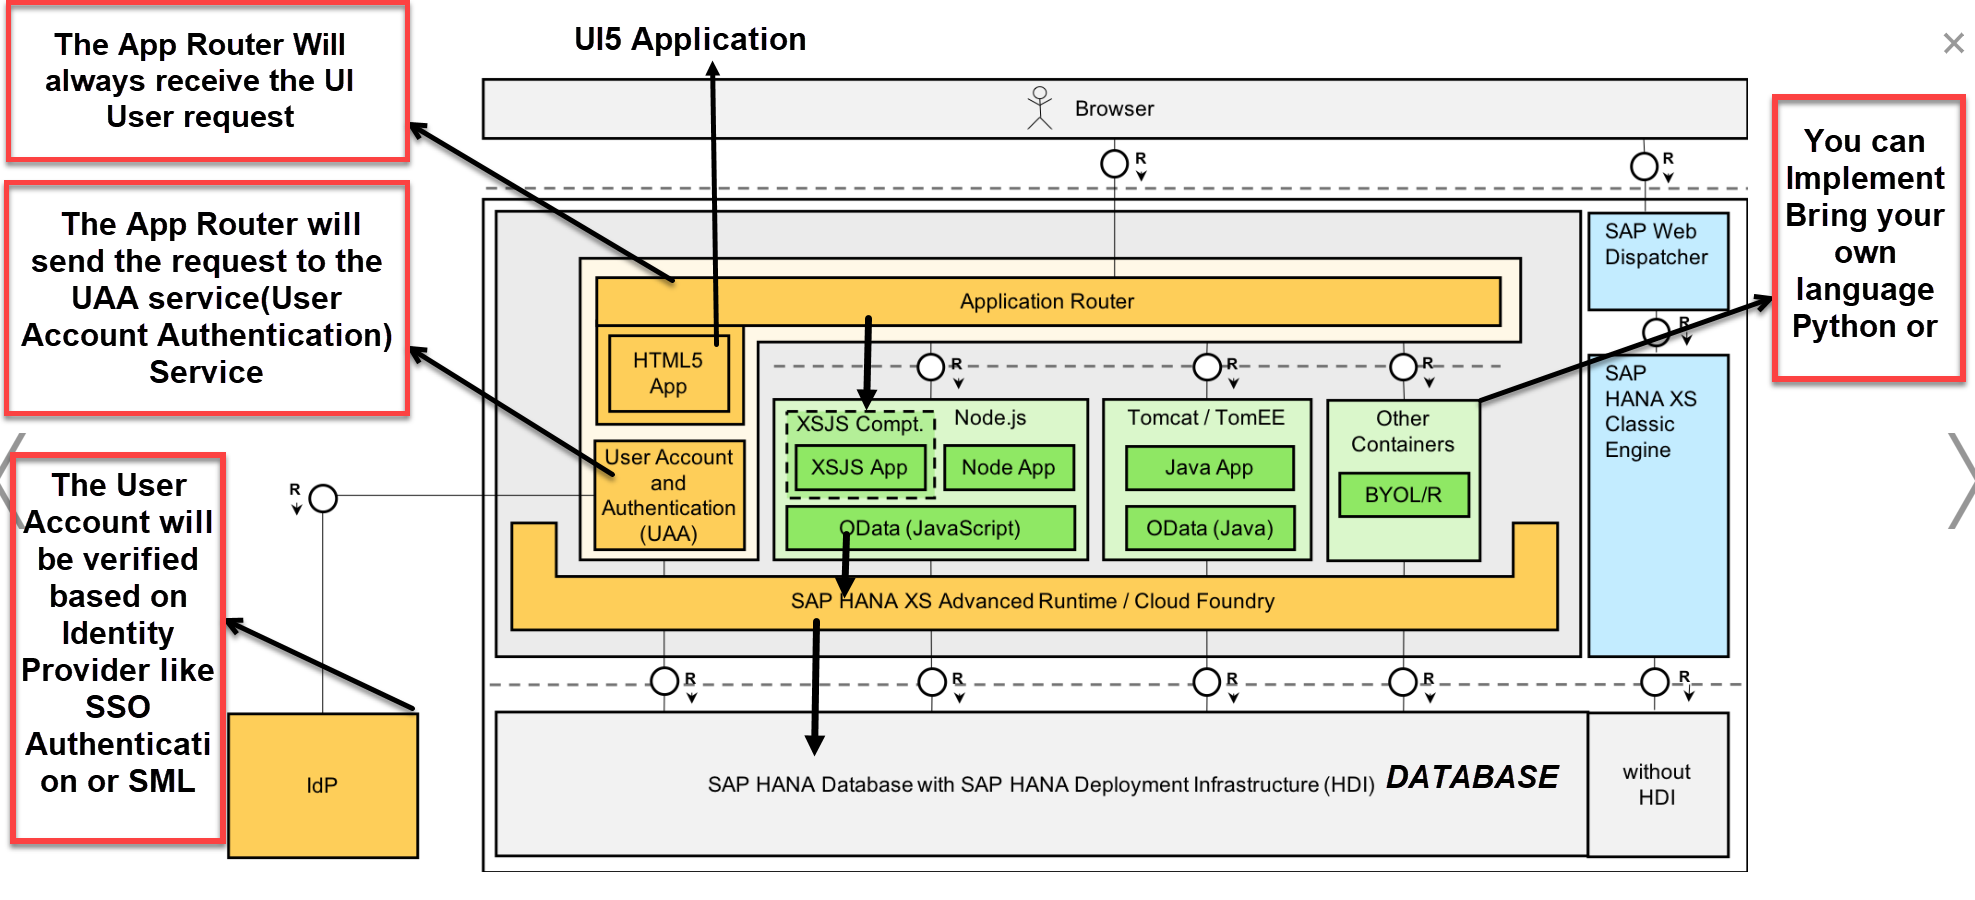 The App Router Will
always receive the UI
User request
UI5 Application
×
Browser
R
R
You can
Implement
Bring your
own
language
Python or
The App Router will
send the request to the
UAA service(User
Account Authentication)
Service
SAP Web
Dispatcher
Application Router
R
HTML5
App
R
R
R
SAP
HANA XS
Classic
Engine
XSJS Compt.
Node.js
XSJS App
Node App
OData (JavaScript)
Tomcat / TomEE
Java App
OData (Java)
Other
Containers
BYOL/R
User Account
and
Authentication
(UAA)
R
The User
Account will
be verified
based on
Identity
Provider like
SSO
Authenticati
on or SML
SAP HANA XS Advanced Runtime / Cloud Foundry
R
R
R
R
R
IdP
SAP HANA Database with SAP HANA Deployment Infrastructure (HDI)
DATABASE
without
HDI